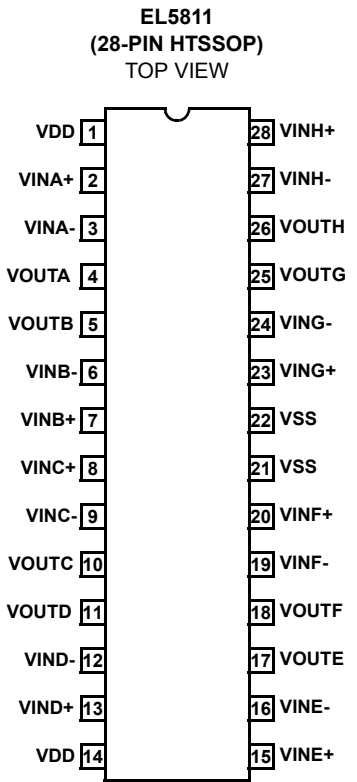 EL5811
(28-PIN HTSSOP)
TOP VIEW
VDD 1
28 VINH+
VINA+ 2
27 VINH-
VINA- 3
26 VOUTH
VOUTA 4
25 VOUTG
VOUTB 5
24 VING-
VINB- 6
23 VING+
VINB+ 7
22 VSS
VINC+ 8
21 VSS
VINC- 9
20 VINF+
VOUTC 10
19 VINF-
VOUTD 11
18 VOUTF
VIND- 12
17 VOUTE
VIND+ 13
16 VINE-
VDD 14
15 VINE+